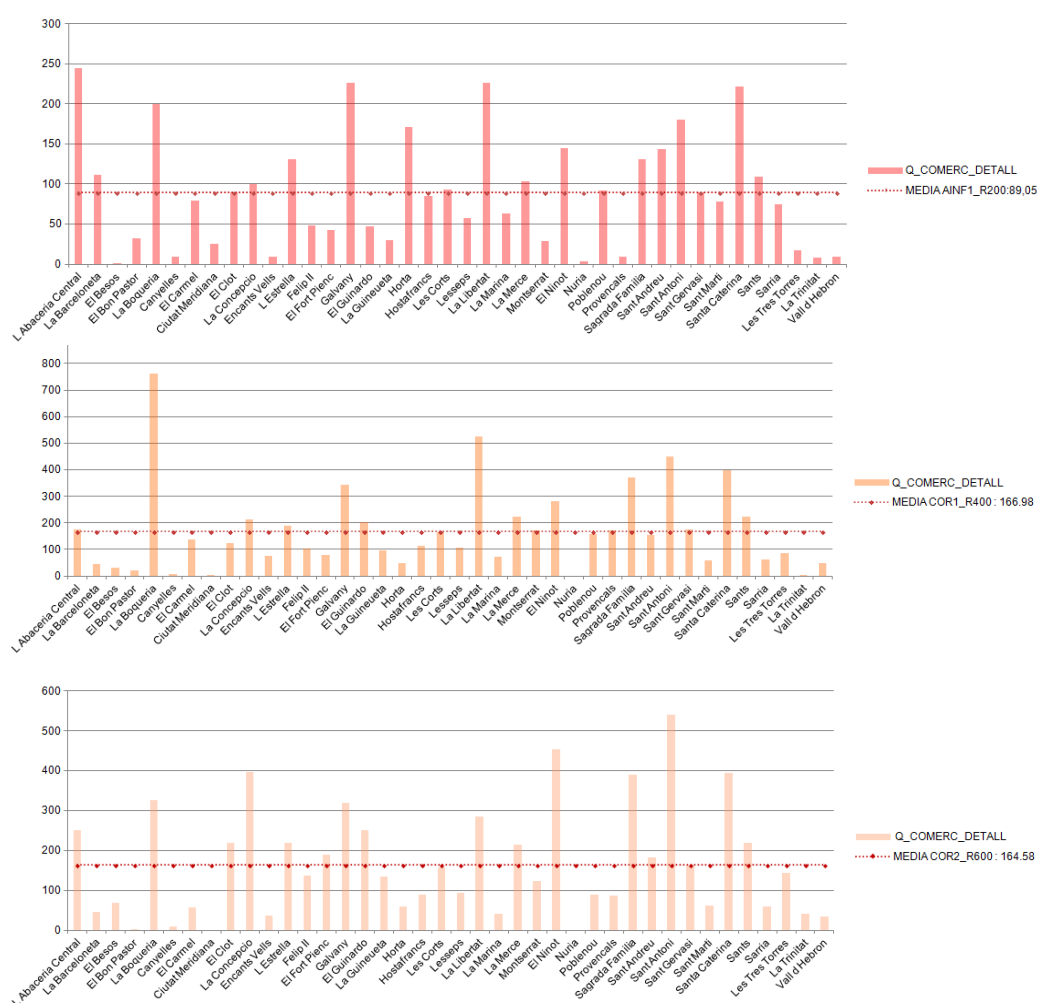 300
250
200
150
100
50
0
L Abaceria Central
La Barceloneta
El Besos
El Bon Pastor
La Boqueria
Canyelles
El Carmel
Ciutat Meridiana
El Clot
La Concepcio
Encants Vells
L Estrella
Felip II
El Fort Pienc
Galvany
El Guinardo
La Guineueta
Horta
Hostafrancs
Les Corts
Lesseps
La Libertat
La Marina
La Merce
Montserrat
El Ninot
Nuria
Poblenou
Provencals
Sagrada Familia
Sant Andreu
Sant Antoni
Sant Gervasi
Sant Marti
Santa Caterina
Sants
Sarria
Les Tres Torres
La Trinitat
Vall d Hebron
Q_COMERC_DETALL
MEDIA AINF1_R200:89,05
800
700
600
500
400
300
200
100
0
L Abaceria Central
La Barceloneta
El Besos
El Bon Pastor
La Boqueria
Canyelles
El Carmel
Ciutat Meridiana
El Clot
La Concepcio
Encants Vells
L Estrella
Felip II
El Fort Pienc
Galvany
El Guinardo
La Guineueta
Horta
Hostafrancs
Les Corts
Lesseps
La Libertat
La Marina
La Merce
Montserrat
El Ninot
Nuria
Poblenou
Provencals
Sagrada Familia
Sant Andreu
Sant Antoni
Sant Gervasi
Sant Marti
Santa Caterina
Sants
Sarria
Les Tres Torres
La Trinitat
Vall d Hebron
Q_COMERC_DETALL
MEDIA COR1_R400 : 166.98
600
500
400
300
200
100
0
L Abaceria Central
La Barceloneta
El Besos
El Bon Pastor
La Boqueria
Canyelles
El Carmel
Ciutat Meridiana
El Clot
La Concepcio
Encants Vells
L Estrella
Felip II
El Fort Pienc
Galvany
El Guinardo
La Guineueta
Horta
Hostafrancs
Les Corts
Lesseps
La Libertat
La Marina
La Merce
Montserrat
El Ninot
Nuria
Poblenou
Provencals
Sagrada Familia
Sant Andreu
Sant Antoni
Sant Gervasi
Sant Marti
Santa Caterina
Sants
Sarria
Les Tres Torres
La Trinitat
Vall d Hebron
Q_COMERC_DETALL
MEDIA COR2_R600 : 164.58